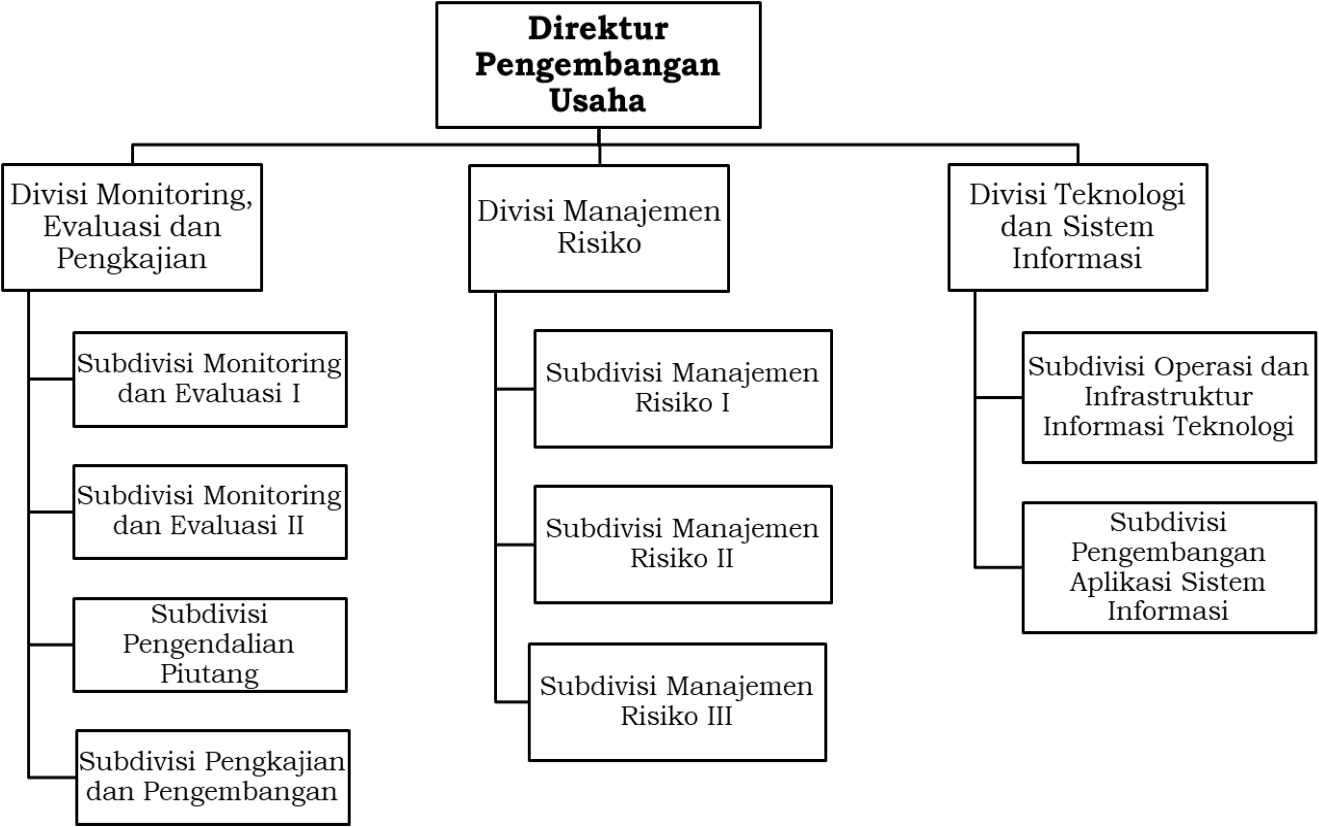 Direktur
Pengembangan
Usaha
Divisi Monitoring,
Evaluasi dan
Pengkajian
Subdivisi Monitoring
dan Evaluasi I
Subdivisi Monitoring
dan Evaluasi II
Subdivisi
Pengendalian
Piutang
Subdivisi Pengkajian
dan Pengembangan
Divisi Manajemen
Risiko
Subdivisi Manajemen
Risiko I
Subdivisi Manajemen
Risiko II
Subdivisi Manajemen
Risiko III
Divisi Teknologi
dan Sistem
Informasi
Subdivisi Operasi dan
Infrastruktur
Informasi Teknologi
Subdivisi
Pengembangan
Aplikasi Sistem
Informasi